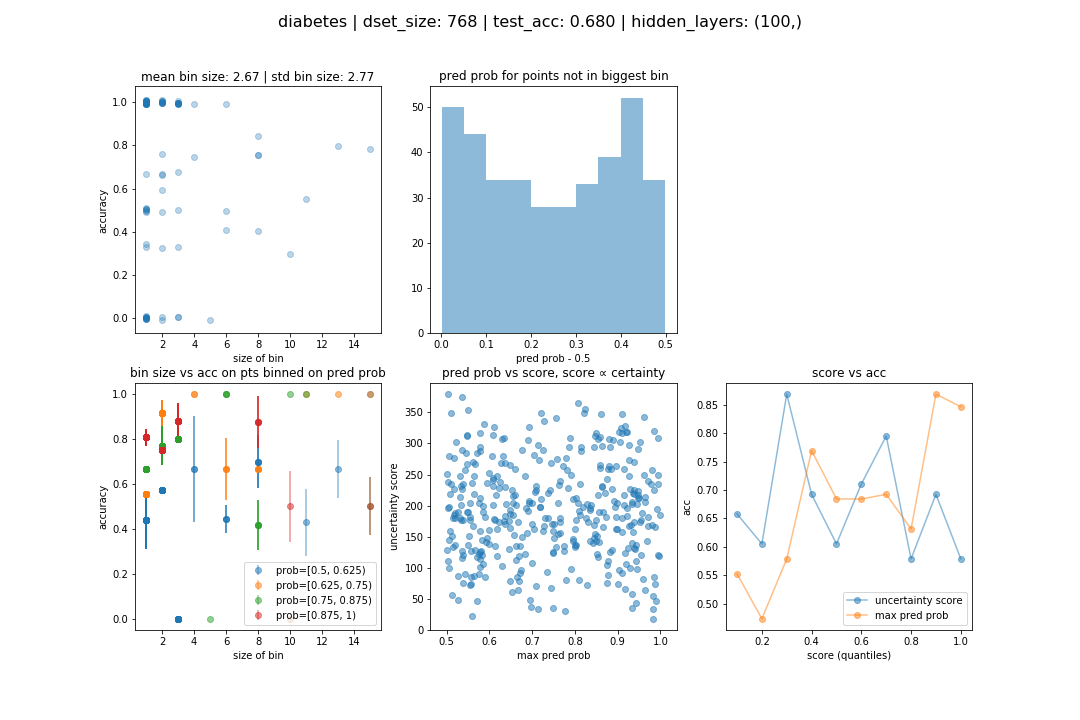 diabetes | dset_size: 768 | test_acc: 0.680 | hidden_layers: (100,)
mean bin size: 2.67 | std bin size: 2.77
1.0
0.8
0.6
0.4
0.2
0.0
accuracy
2 4 6 8 10 12 14
size of bin
pred prob for points not in biggest bin
50
40
30
20
10
0
0.0 0.1 0.2 0.3 0.4 0.5
pred prob - 0.5
bin size vs acc on pts binned on pred prob
1.0
0.8
0.6
0.4
0.2
0.0
accuracy
prob=[0.5, 0.625)
prob=[0.625, 0.75)
prob=[0.75, 0.875)
prob=[0.875, 1)
2 4 6 8 10 12 14
size of bin
pred prob vs score, score ∝ certainty
350
300
250
200
150
100
50
0
uncertainty score
0.5 0.6 0.7 0.8 0.9 1.0
max pred prob
score vs acc
0.85
0.80
0.75
0.70
0.65
0.60
0.55
0.50
acc
uncertainty score
max pred prob
0.2 0.4 0.6 0.8 1.0
score (quantiles)